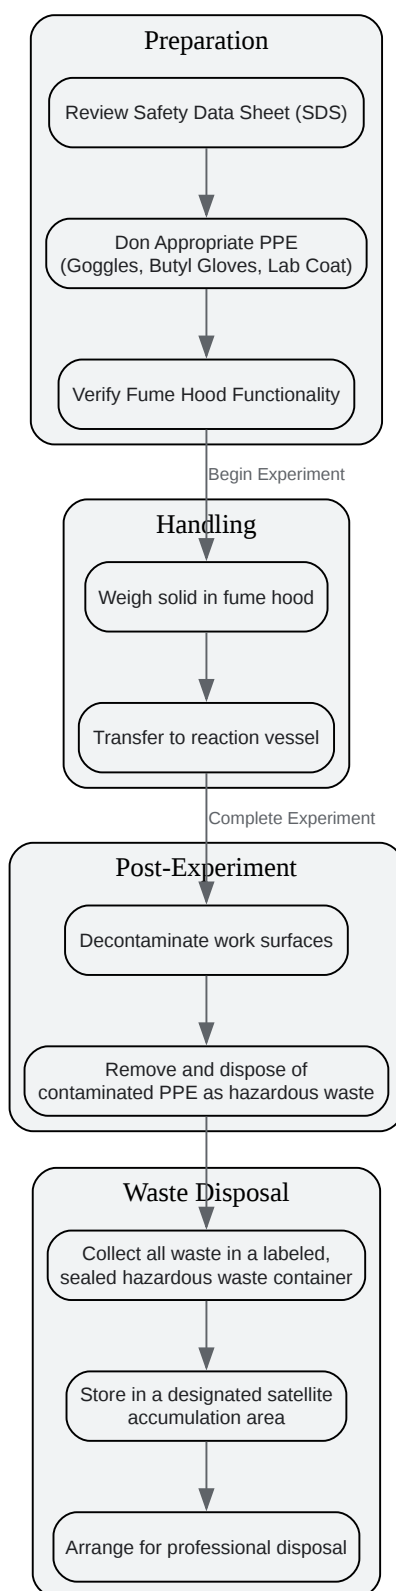 Preparation
Review Safety Data Sheet (SDS)
Don Appropriate PPE
(Goggles, Butyl Gloves, Lab Coat)
Verify Fume Hood Functionality
Begin Experiment
Handling
Weigh solid in fume hood
Transfer to reaction vessel
Complete Experiment
Post-Experiment
Decontaminate work surfaces
Remove and dispose of
contaminated PPE as hazardous waste
Waste Disposal
Collect all waste in a labeled,
sealed hazardous waste container
Store in a designated satellite
accumulation area
Arrange for professional disposal